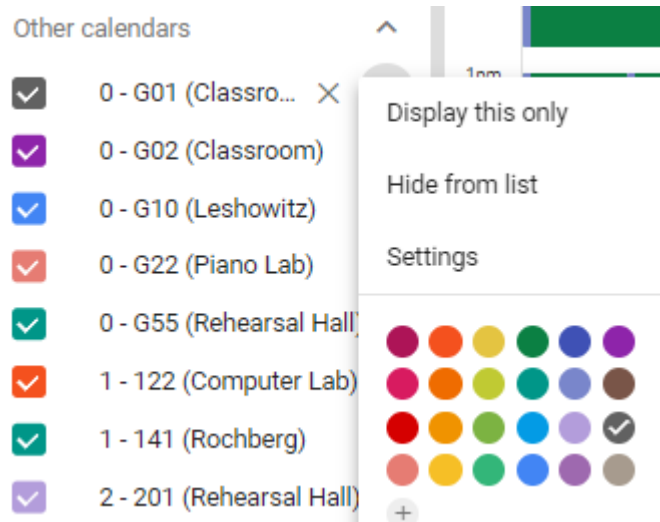 Other calendars
0 - G01 (Classro...
0 - G02 (Classroom)
0 - G10 (Leshowitz)
0 - G22 (Piano Lab)
0 - G55 (Rehearsal Hall)
1 - 122 (Computer Lab)
1 - 141 (Rochberg)
2 - 201 (Rehearsal Hall)
1pm
Display this only
Hide from list
Settings